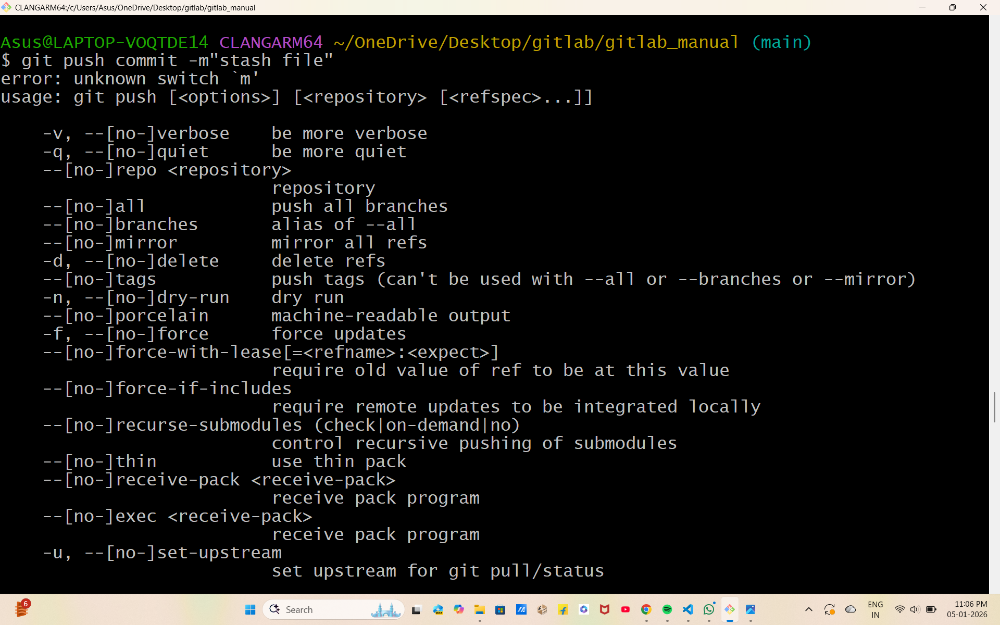 CLANGARM64:/c/Users/Asus/OneDrive/Desktop/gitlab/gitlab_manual
Asus@LAPTOP-VOQTDE14 CLANGARM64 ~/OneDrive/Desktop/gitlab/gitlab_manual (main)
$ git push commit -m"stash file"
error: unknown switch `m'
usage: git push [<options>] [<repository> [<refspec>...]]
-v, --[no-]verbose    be more verbose
-q, --[no-]quiet      be more quiet
--[no-]repo <repository>
repository
--[no-]all            push all branches
--[no-]branches       alias of --all
--[no-]mirror         mirror all refs
-d, --[no-]delete     delete refs
--[no-]tags           push tags (can't be used with --all or --branches or --mirror)
-n, --[no-]dry-run    dry run
--[no-]porcelain      machine-readable output
-f, --[no-]force      force updates
--[no-]force-with-lease[=<refname>:<expect>]
require old value of ref to be at this value
--[no-]force-if-includes
require remote updates to be integrated locally
--[no-]recurse-submodules (check|on-demand|no)
control recursive pushing of submodules
--[no-]thin           use thin pack
--[no-]receive-pack <receive-pack>
receive pack program
--[no-]exec <receive-pack>
receive pack program
-u, --[no-]set-upstream
set upstream for git pull/status
6
Search
PRE
ENG
IN
11:06 PM
05-01-2026